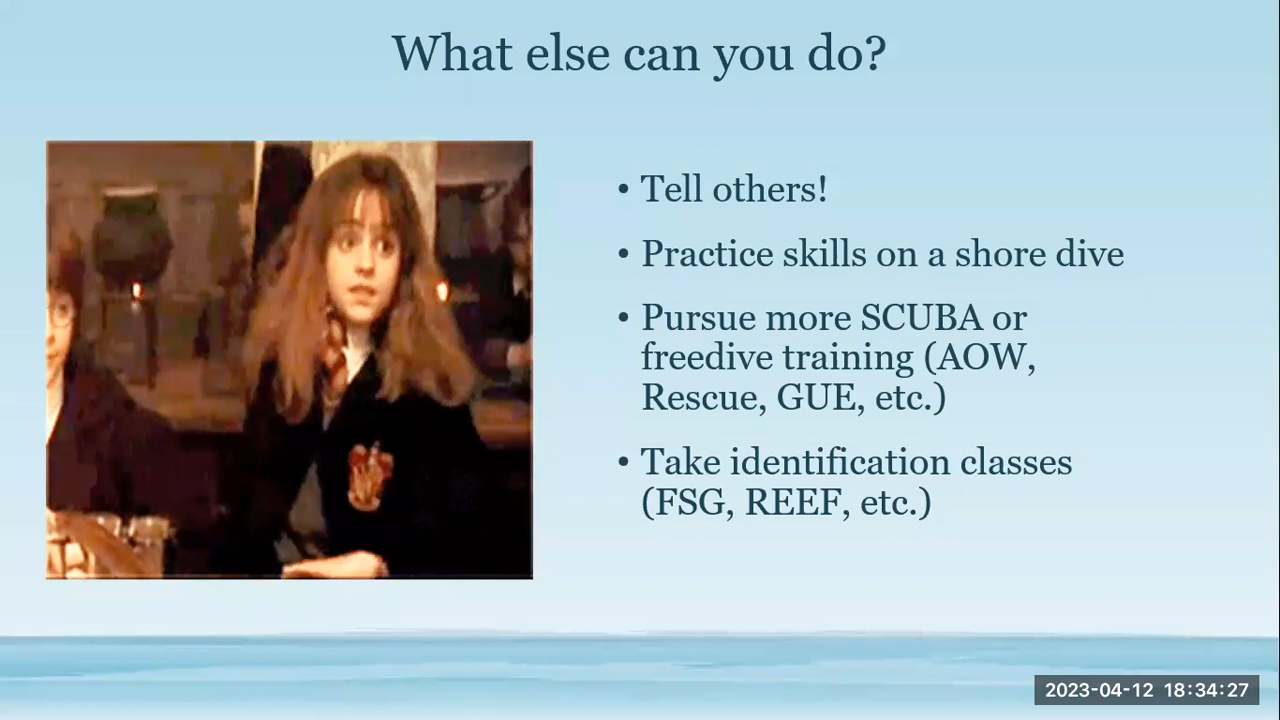 What else can you do?
• Tell others!
• Practice skills on a shore dive
• Pursue more SCUBA or
freedive training (AOW,
Rescue, GUE, etc.)
• Take identification classes
(FSG, REEF, etc.)
2023-04-12 18:34:27